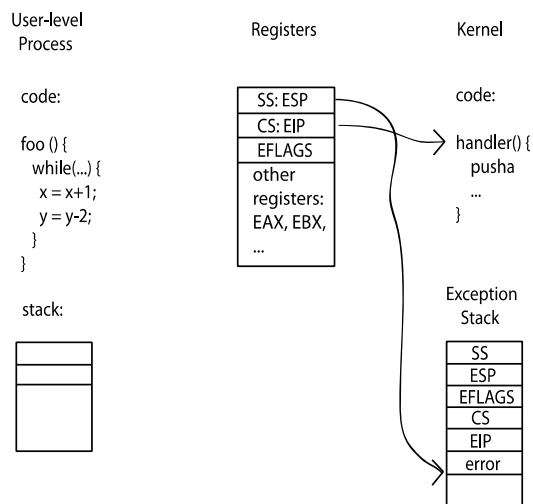 User-level
Process
code:
foo () {
while(...) {
x = x+1;
y = y-2;
}
}
stack:
Registers
SS: ESP
CS: EIP
EFLAGS
other
registers:
EAX, EBX,
...
Kernel
code:
handler() {
pusha
...
}
Exception
Stack
SS
ESP
EFLAGS
CS
EIP
error